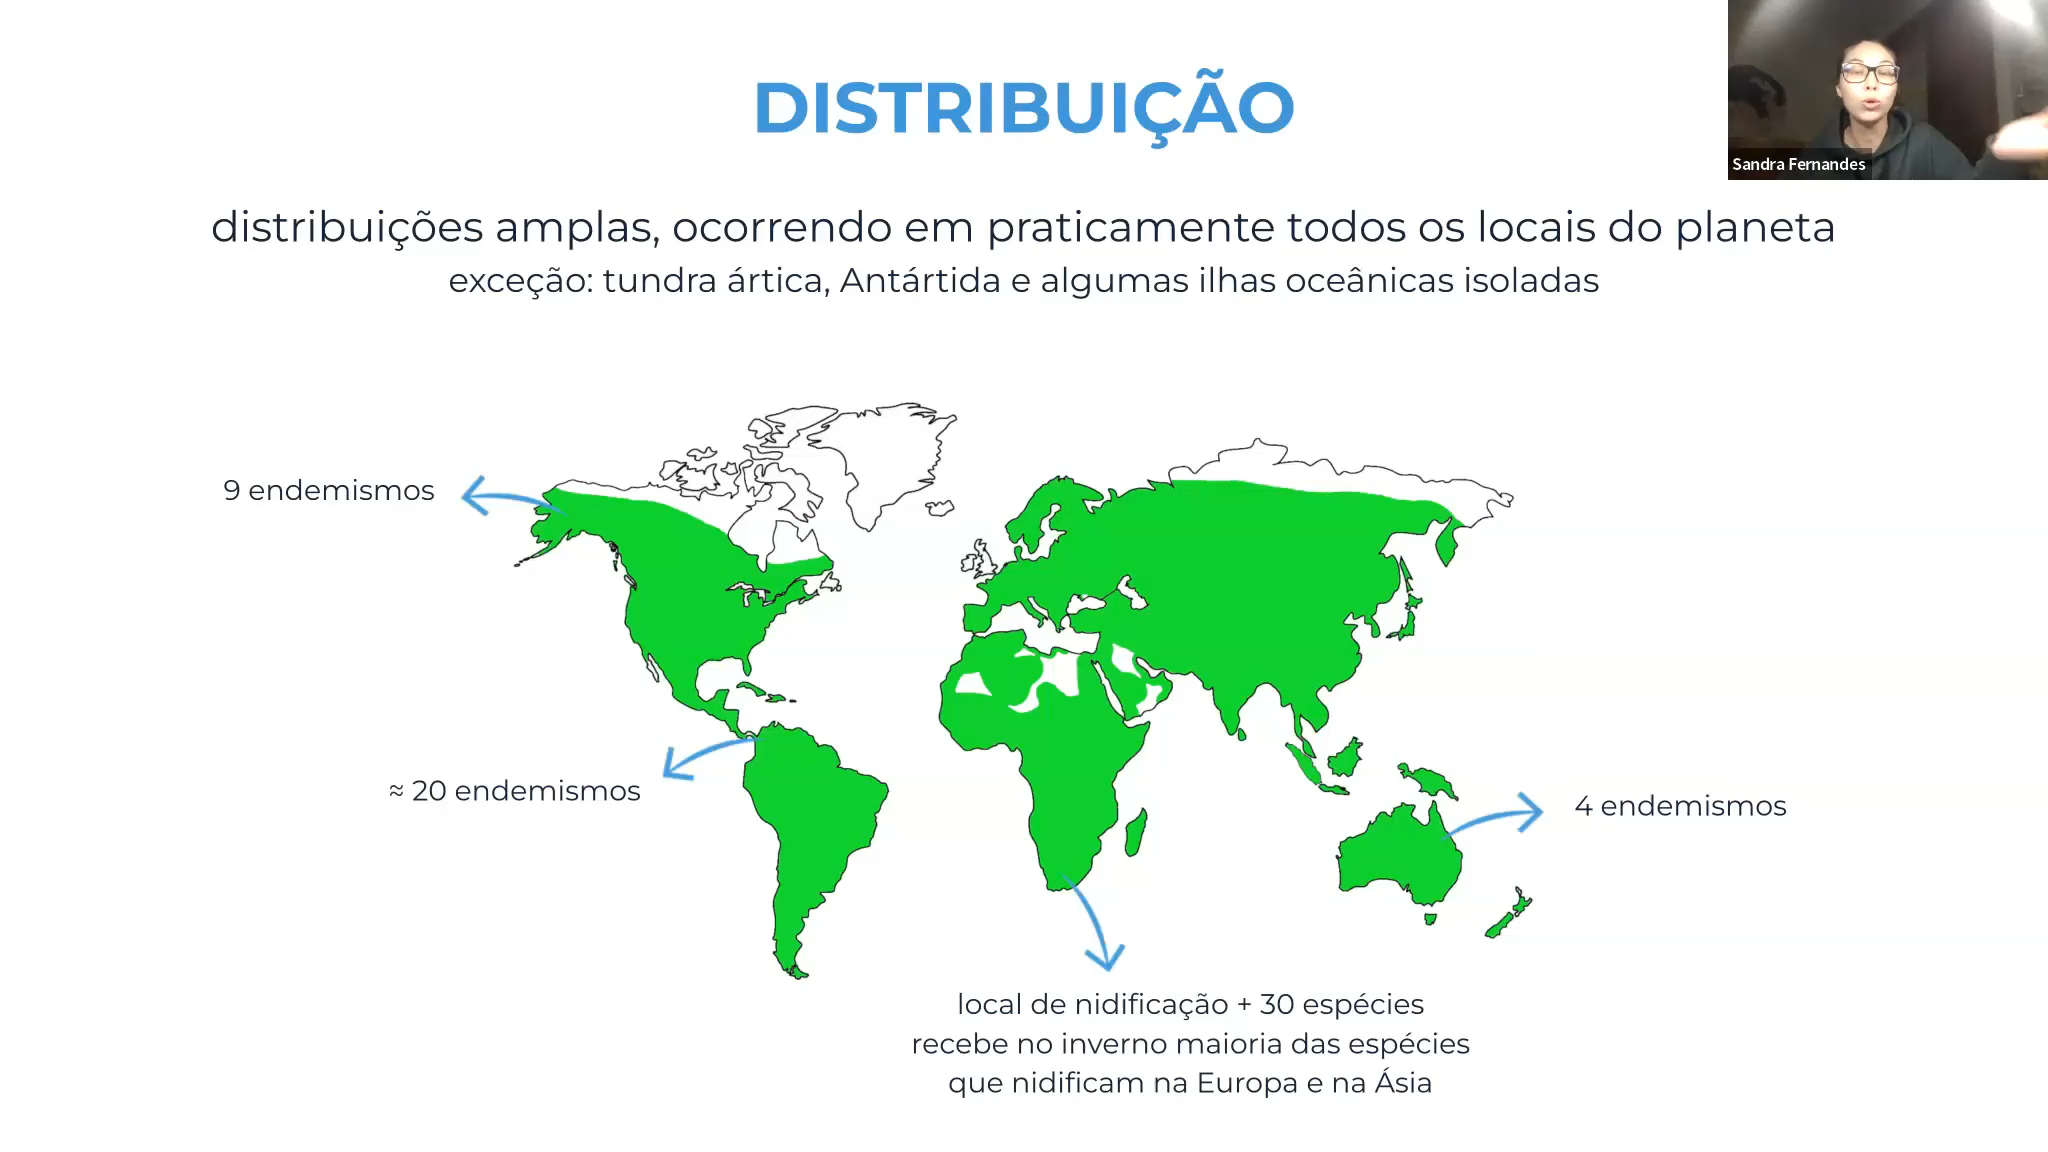 DISTRIBUIÇÃO
Sandra Fernandes
distribuições amplas, ocorrendo em praticamente todos os locais do planeta
exceção: tundra ártica, Antártida e algumas ilhas oceânicas isoladas
9 endemismos
≈ 20 endemismos
4 endemismos
local de nidificação + 30 espécies
recebe no inverno maioria das espécies
que nidificam na Europa e na Ásia